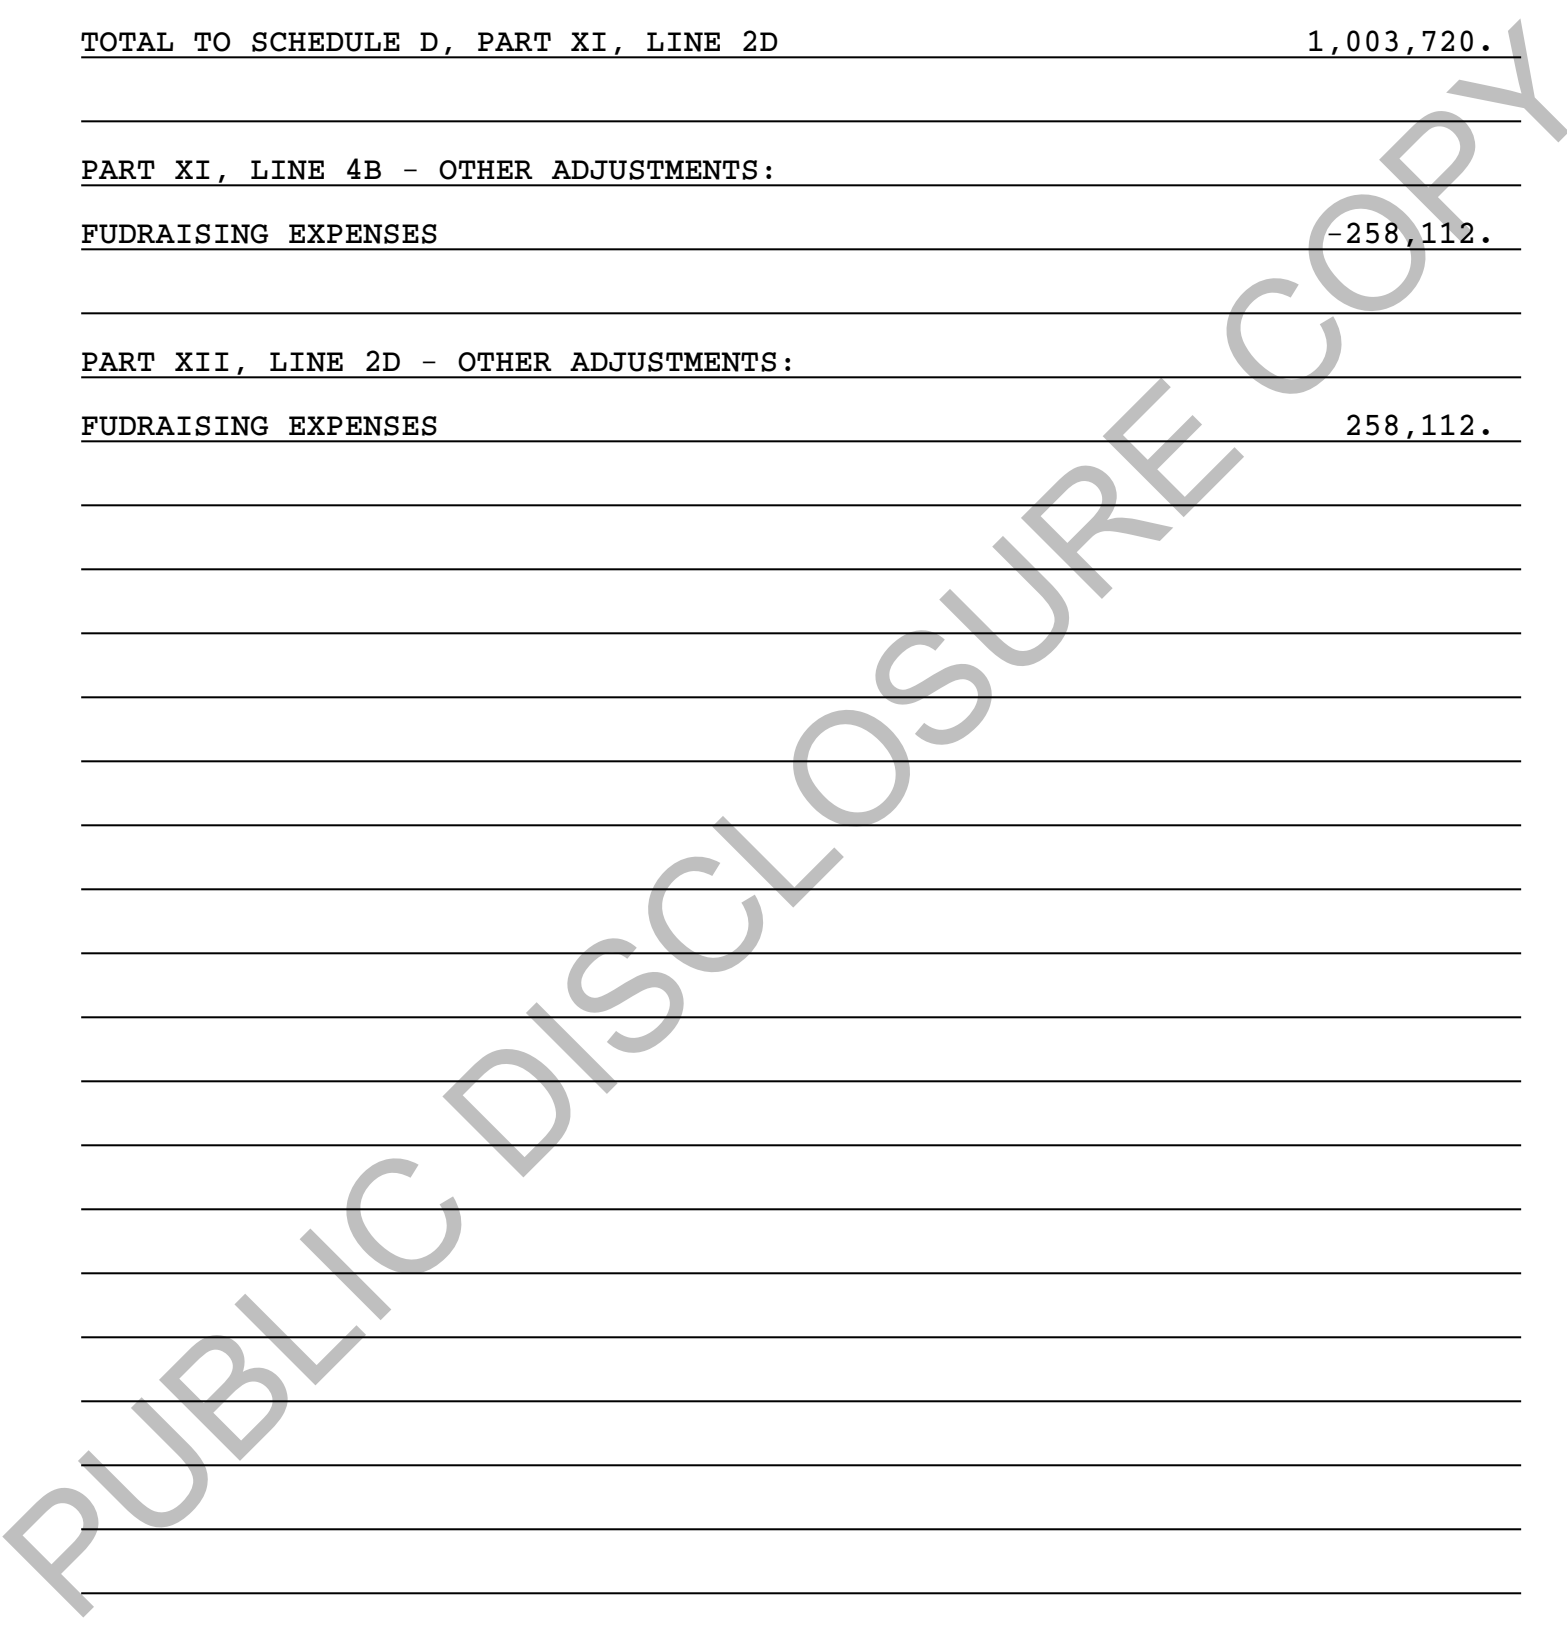 TOTAL TO SCHEDULE D, PART XI, LINE 2D 1,003,720.
PART XI, LINE 4B - OTHER ADJUSTMENTS:
FUDRAISING EXPENSES -258,112.
PART XII, LINE 2D - OTHER ADJUSTMENTS:
FUDRAISING EXPENSES 258,112.
PUBLIC DISCLOSURE COPY